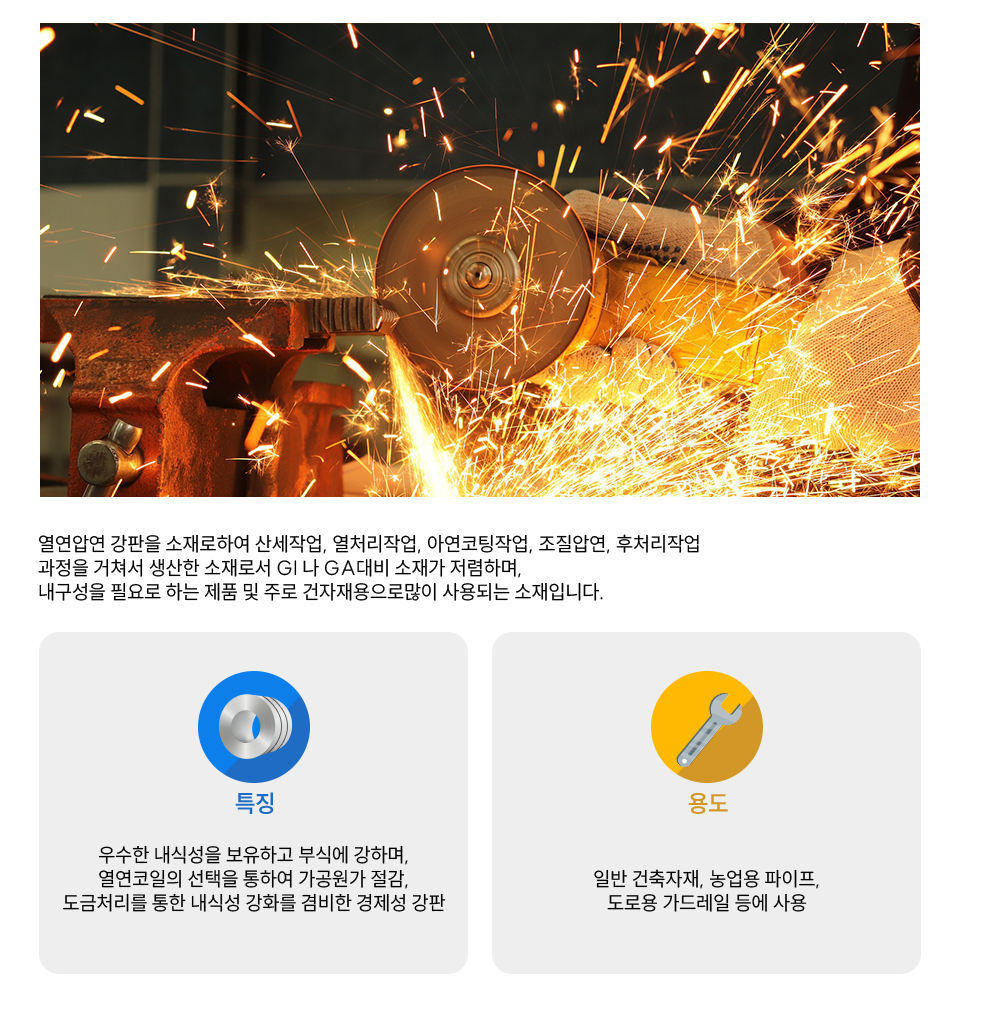 열연압연 강판을 소재로하여 산세작업, 열처리작업, 아연코팅작업, 조질압연, 후처리작업
과정을 거쳐서 생산한 소재로서 GI 나 GA대비 소재가 저렴하며,
내구성을 필요로 하는 제품 및 주로 건자재용으로많이 사용되는 소재입니다.
특징
우수한 내식성을 보유하고 부식에 강하며,
열연코일의 선택을 통하여 가공원가 절감,
도금처리를 통한 내식성 강화를 겸비한 경제성 강판
용도
일반 건축자재, 농업용 파이프,
도로용 가드레일 등에 사용